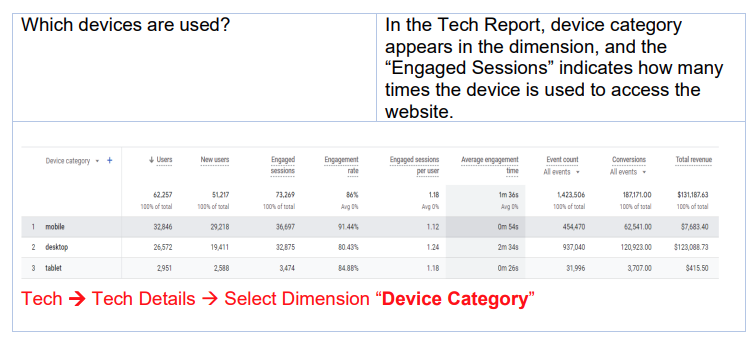 Which devices are used?
In the Tech Report, device category
appears in the dimension, and the
“Engaged Sessions” indicates how many
times the device is used to access the
website.
Device category + ↓ Users New users Engaged sessions Engagement rate Engaged sessions per user Average engagement time Event count All events Conversions All events Total revenue
62,257 51,217 73,269 86% 1.18 1m 36s 1,423,506 187,171.00 $131,187.63
100% of total 100% of total 100% of total Avg 0% Avg 0% Avg 0% 100% of total 100% of total 100% of total
1 mobile 32,846 29,218 36,697 91.44% 1.12 0m 54s 454,470 62,541.00 $7,683.40
2 desktop 26,572 19,411 32,875 80.43% 1.24 2m 34s 937,040 120,923.00 $123,088.73
3 tablet 2,951 2,588 3,474 84.88% 1.18 0m 26s 31,996 3,707.00 $415.50
Tech → Tech Details → Select Dimension “Device Category”